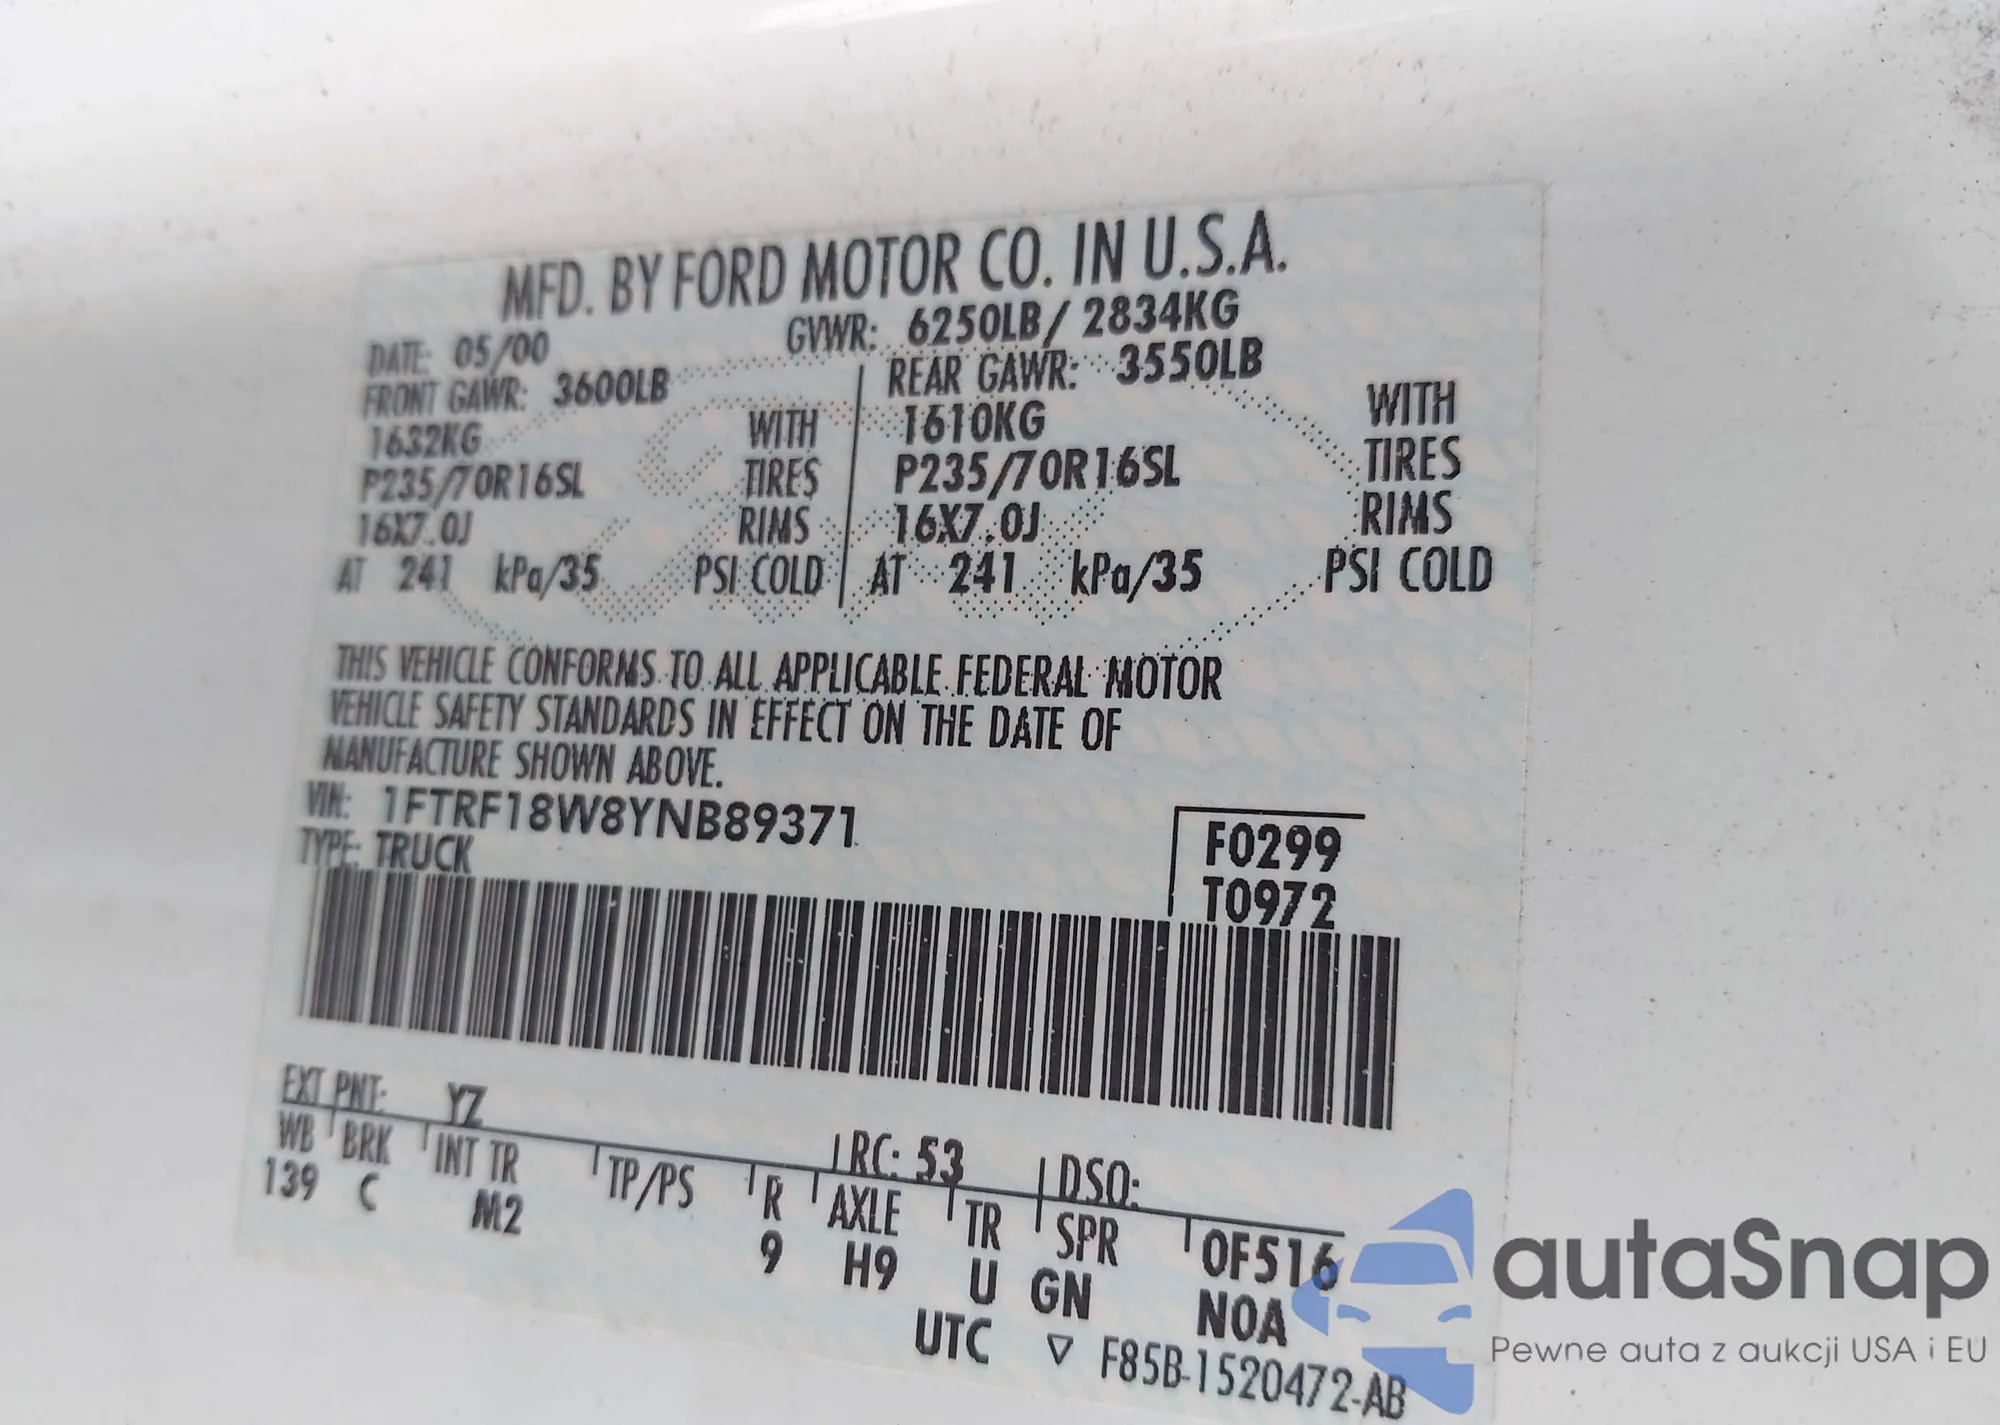 MFD. BY FORD MOTOR CO. IN U.S.A.
DATE: 05/00 GVWR: 6250LB/ 2834KG
FRONT GAWR: 3600LB REAR GAWR: 3550LB
1632KG WITH 1610KG WITH
P235/70R16SL TIRES P235/70R16SL TIRES
16X7.0J RIMS 16X7.0J RIMS
AT 241 kPa/35 PSI COLD AT 241 kPa/35 PSI COLD
THIS VEHICLE CONFORMS TO ALL APPLICABLE FEDERAL MOTOR
VEHICLE SAFETY STANDARDS IN EFFECT ON THE DATE OF
MANUFACTURE SHOWN ABOVE.
VIN: 1FTRF18W8YNB89371
TYPE: TRUCK
F0299
T0972
EXT PNT: YZ RC: 53 DSO:
WB BRK INT TR TP/PS R AXLE TR SPR OF516
139 C M2 9 H9 U GN NOA
UTC ▽ F85B-1520472-AB
autaSnap
Pewne auta z aukcji USA i EU